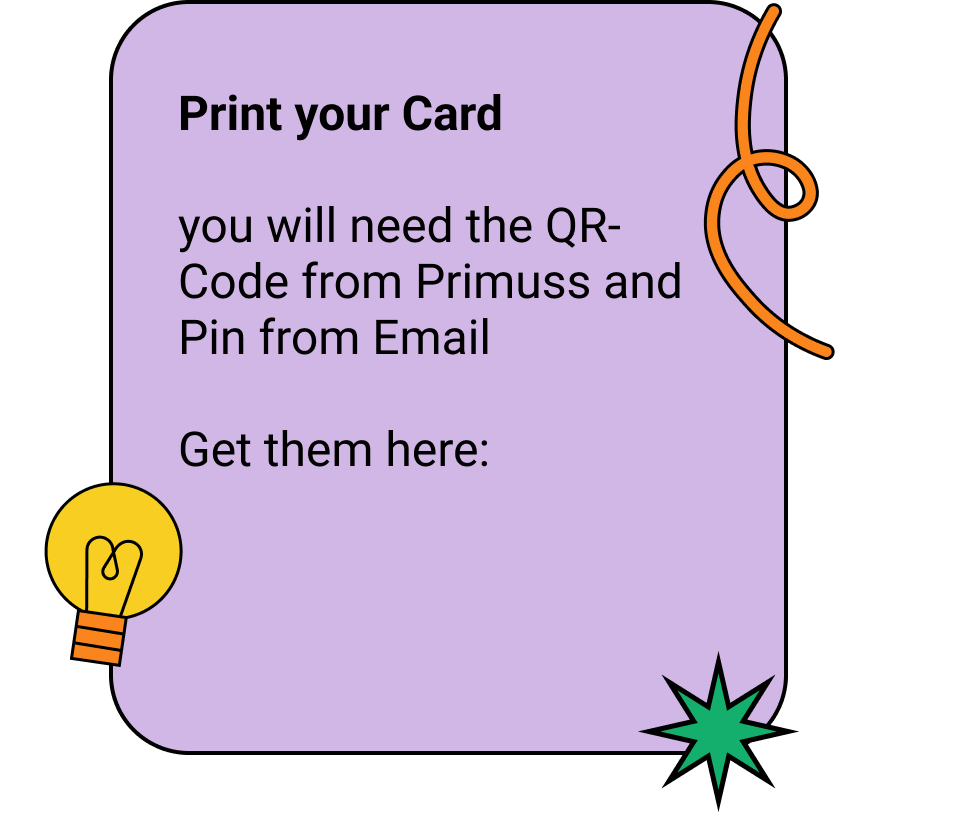 Print your Card
you will need the QR-
Code from Primuss and
Pin from Email
Get them here: